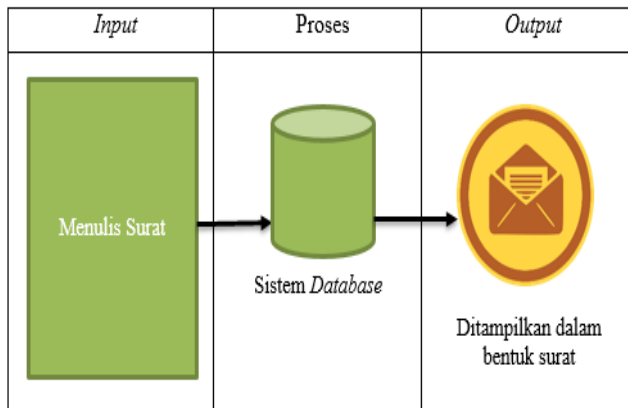 Input
Proses
Output
Menulis Surat
Sistem Database
Ditampilkan dalam
bentuk surat